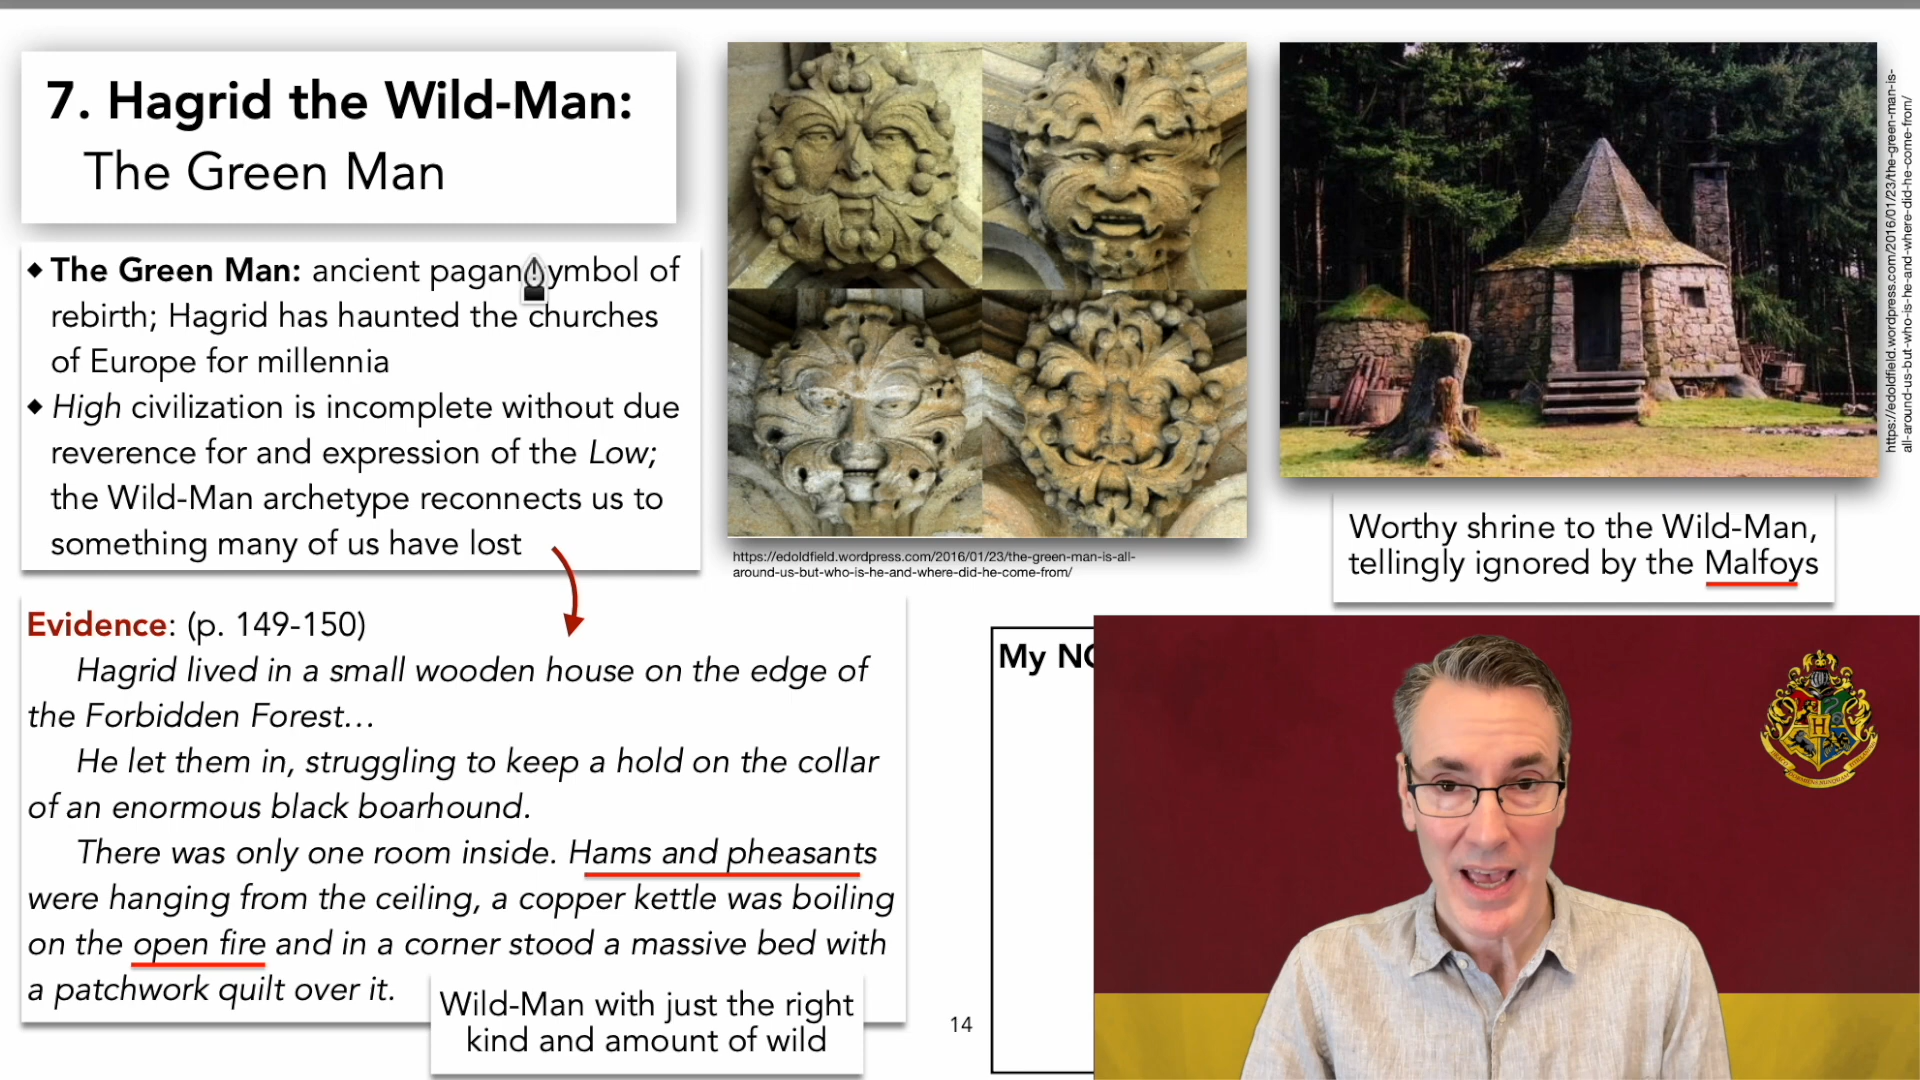 7. Hagrid the Wild-Man:
The Green Man
◆ The Green Man: ancient pagan ymbol of
rebirth; Hagrid has haunted the churches
of Europe for millennia
◆ High civilization is incomplete without due
reverence for and expression of the Low;
the Wild-Man archetype reconnects us to
something many of us have lost
Evidence: (p. 149-150)
Hagrid lived in a small wooden house on the edge of
the Forbidden Forest…
He let them in, struggling to keep a hold on the collar
of an enormous black boarhound.
There was only one room inside. Hams and pheasants
were hanging from the ceiling, a copper kettle was boiling
on the open fire and in a corner stood a massive bed with
a patchwork quilt over it.
Wild-Man with just the right
kind and amount of wild
https://edoldfield.wordpress.com/2016/01/23/the-green-man-is-all-
around-us-but-who-is-he-and-where-did-he-come-from/
https://edoldfield.wordpress.com/2016/01/23/the-green-man-is-
all-around-us-but-who-is-he-and-where-did-he-come-from/
Worthy shrine to the Wild-Man,
tellingly ignored by the Malfoys
My NO
14
H